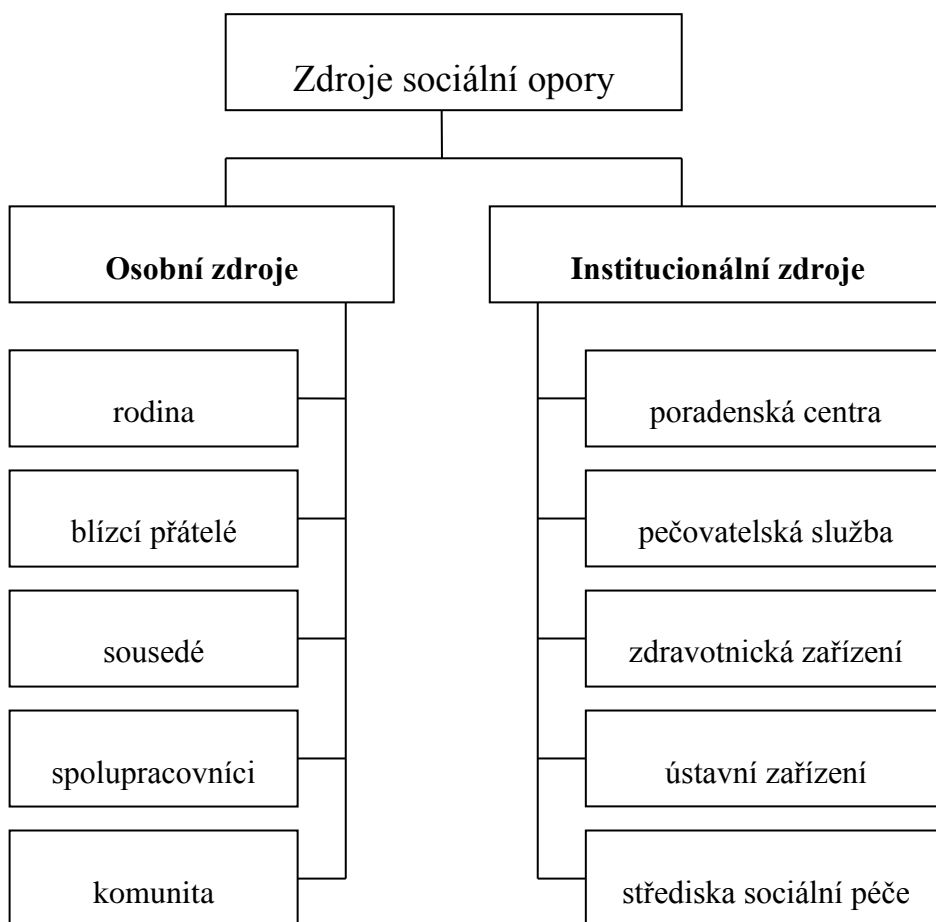 Zdroje sociální opory
Osobní zdroje
rodina
blízcí přátelé
sousedé
spolupracovníci
komunita
Institucionální zdroje
poradenská centra
pečovatelská služba
zdravotnická zařízení
ústavní zařízení
střediska sociální péče